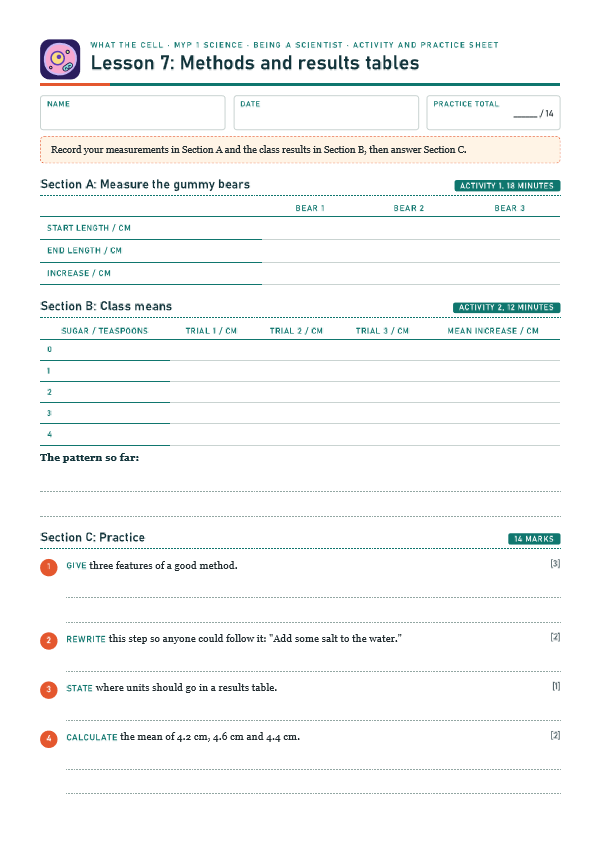 WHAT THE CELL · MYP 1 SCIENCE · BEING A SCIENTIST · ACTIVITY AND PRACTICE SHEET
Lesson 7: Methods and results tables
NAME
DATE
PRACTICE TOTAL
_____ / 14
Record your measurements in Section A and the class results in Section B, then answer Section C.
Section A: Measure the gummy bears
ACTIVITY 1, 18 MINUTES
BEAR 1 BEAR 2 BEAR 3
START LENGTH / CM
END LENGTH / CM
INCREASE / CM
Section B: Class means
ACTIVITY 2, 12 MINUTES
SUGAR / TEASPOONS TRIAL 1 / CM TRIAL 2 / CM TRIAL 3 / CM MEAN INCREASE / CM
0
1
2
3
4
The pattern so far:
Section C: Practice
14 MARKS
1 GIVE three features of a good method. [3]
2 REWRITE this step so anyone could follow it: "Add some salt to the water." [2]
3 STATE where units should go in a results table. [1]
4 CALCULATE the mean of 4.2 cm, 4.6 cm and 4.4 cm. [2]